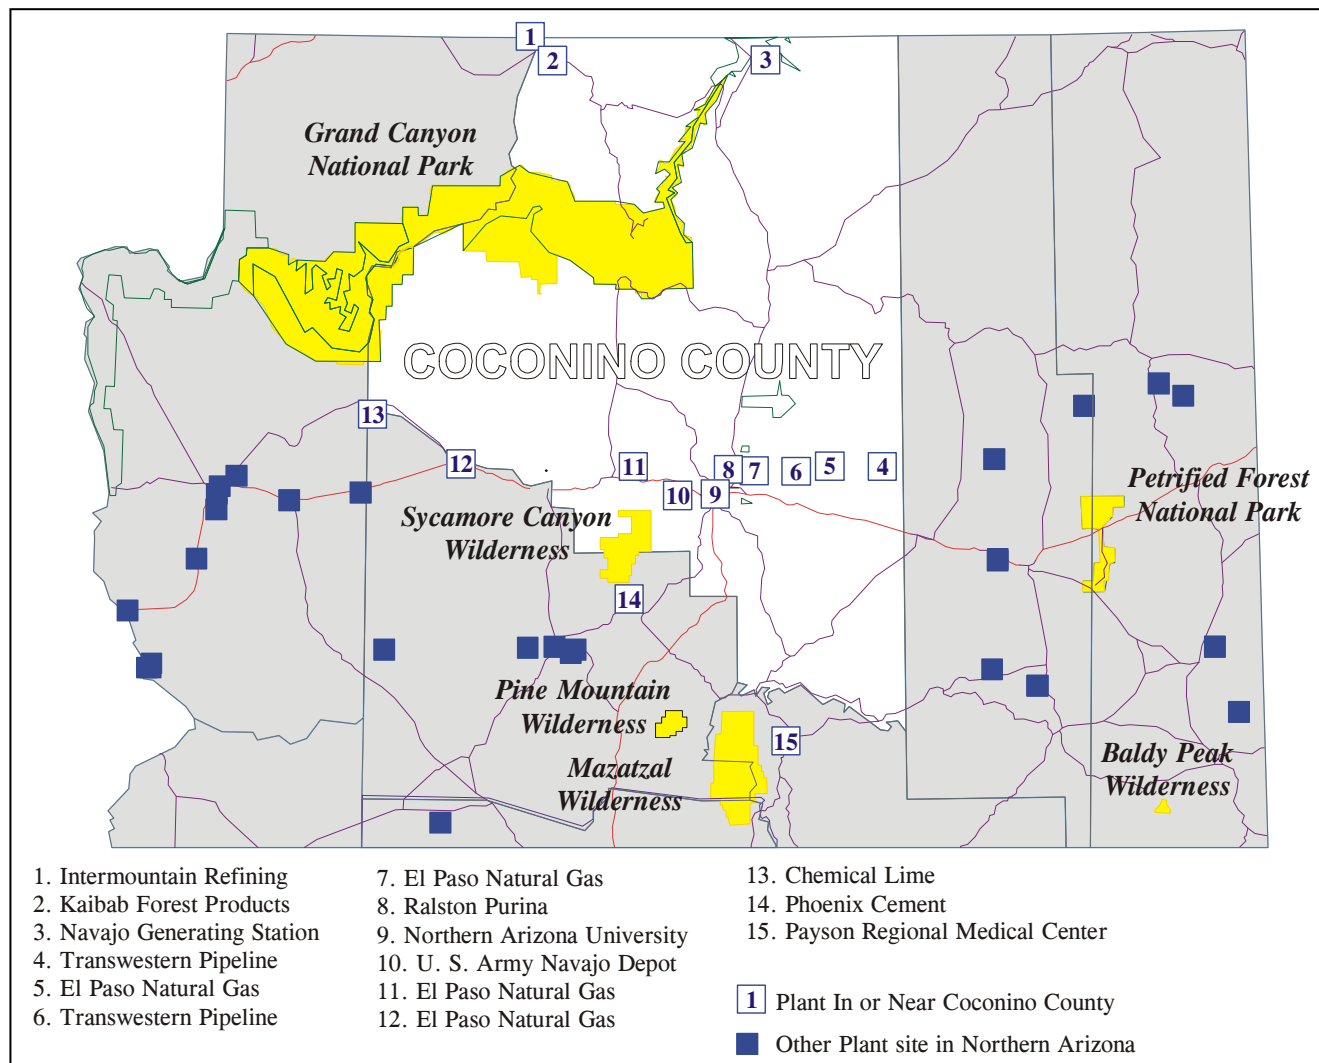 1
2
3
Grand Canyon
National Park
COCONINO COUNTY
13
12
11
8
7
6
5
4
10
9
Petrified Forest
National Park
Sycamore Canyon
Wilderness
14
Pine Mountain
Wilderness
15
Mazatzal
Wilderness
Baldy Peak
Wilderness
1. Intermountain Refining
2. Kaibab Forest Products
3. Navajo Generating Station
4. Transwestern Pipeline
5. El Paso Natural Gas
6. Transwestern Pipeline
7. El Paso Natural Gas
8. Ralston Purina
9. Northern Arizona University
10. U. S. Army Navajo Depot
11. El Paso Natural Gas
12. El Paso Natural Gas
13. Chemical Lime
14. Phoenix Cement
15. Payson Regional Medical Center
1 Plant In or Near Coconino County
Other Plant site in Northern Arizona